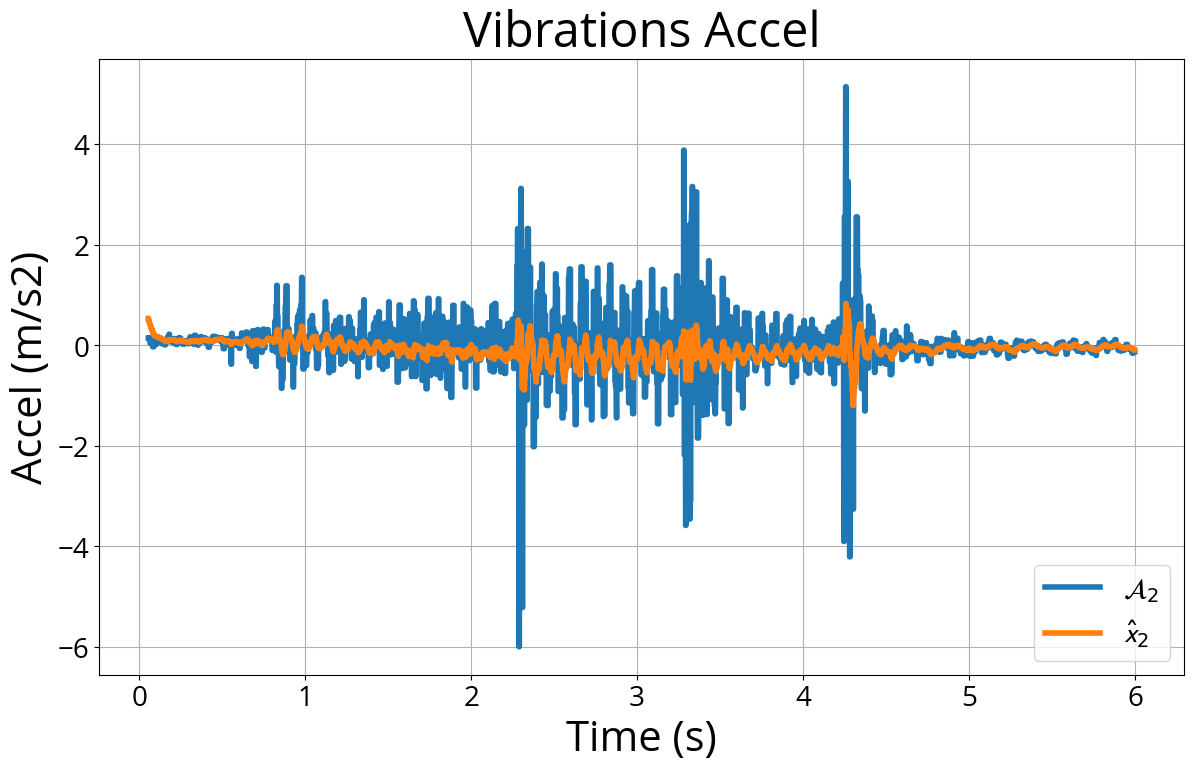 Vibrations Accel
Accel (m/s2)
4
2
0
−2
−4
−6
0 1 2 3 4 5 6
Time (s)
𝒜₂
x̂₂